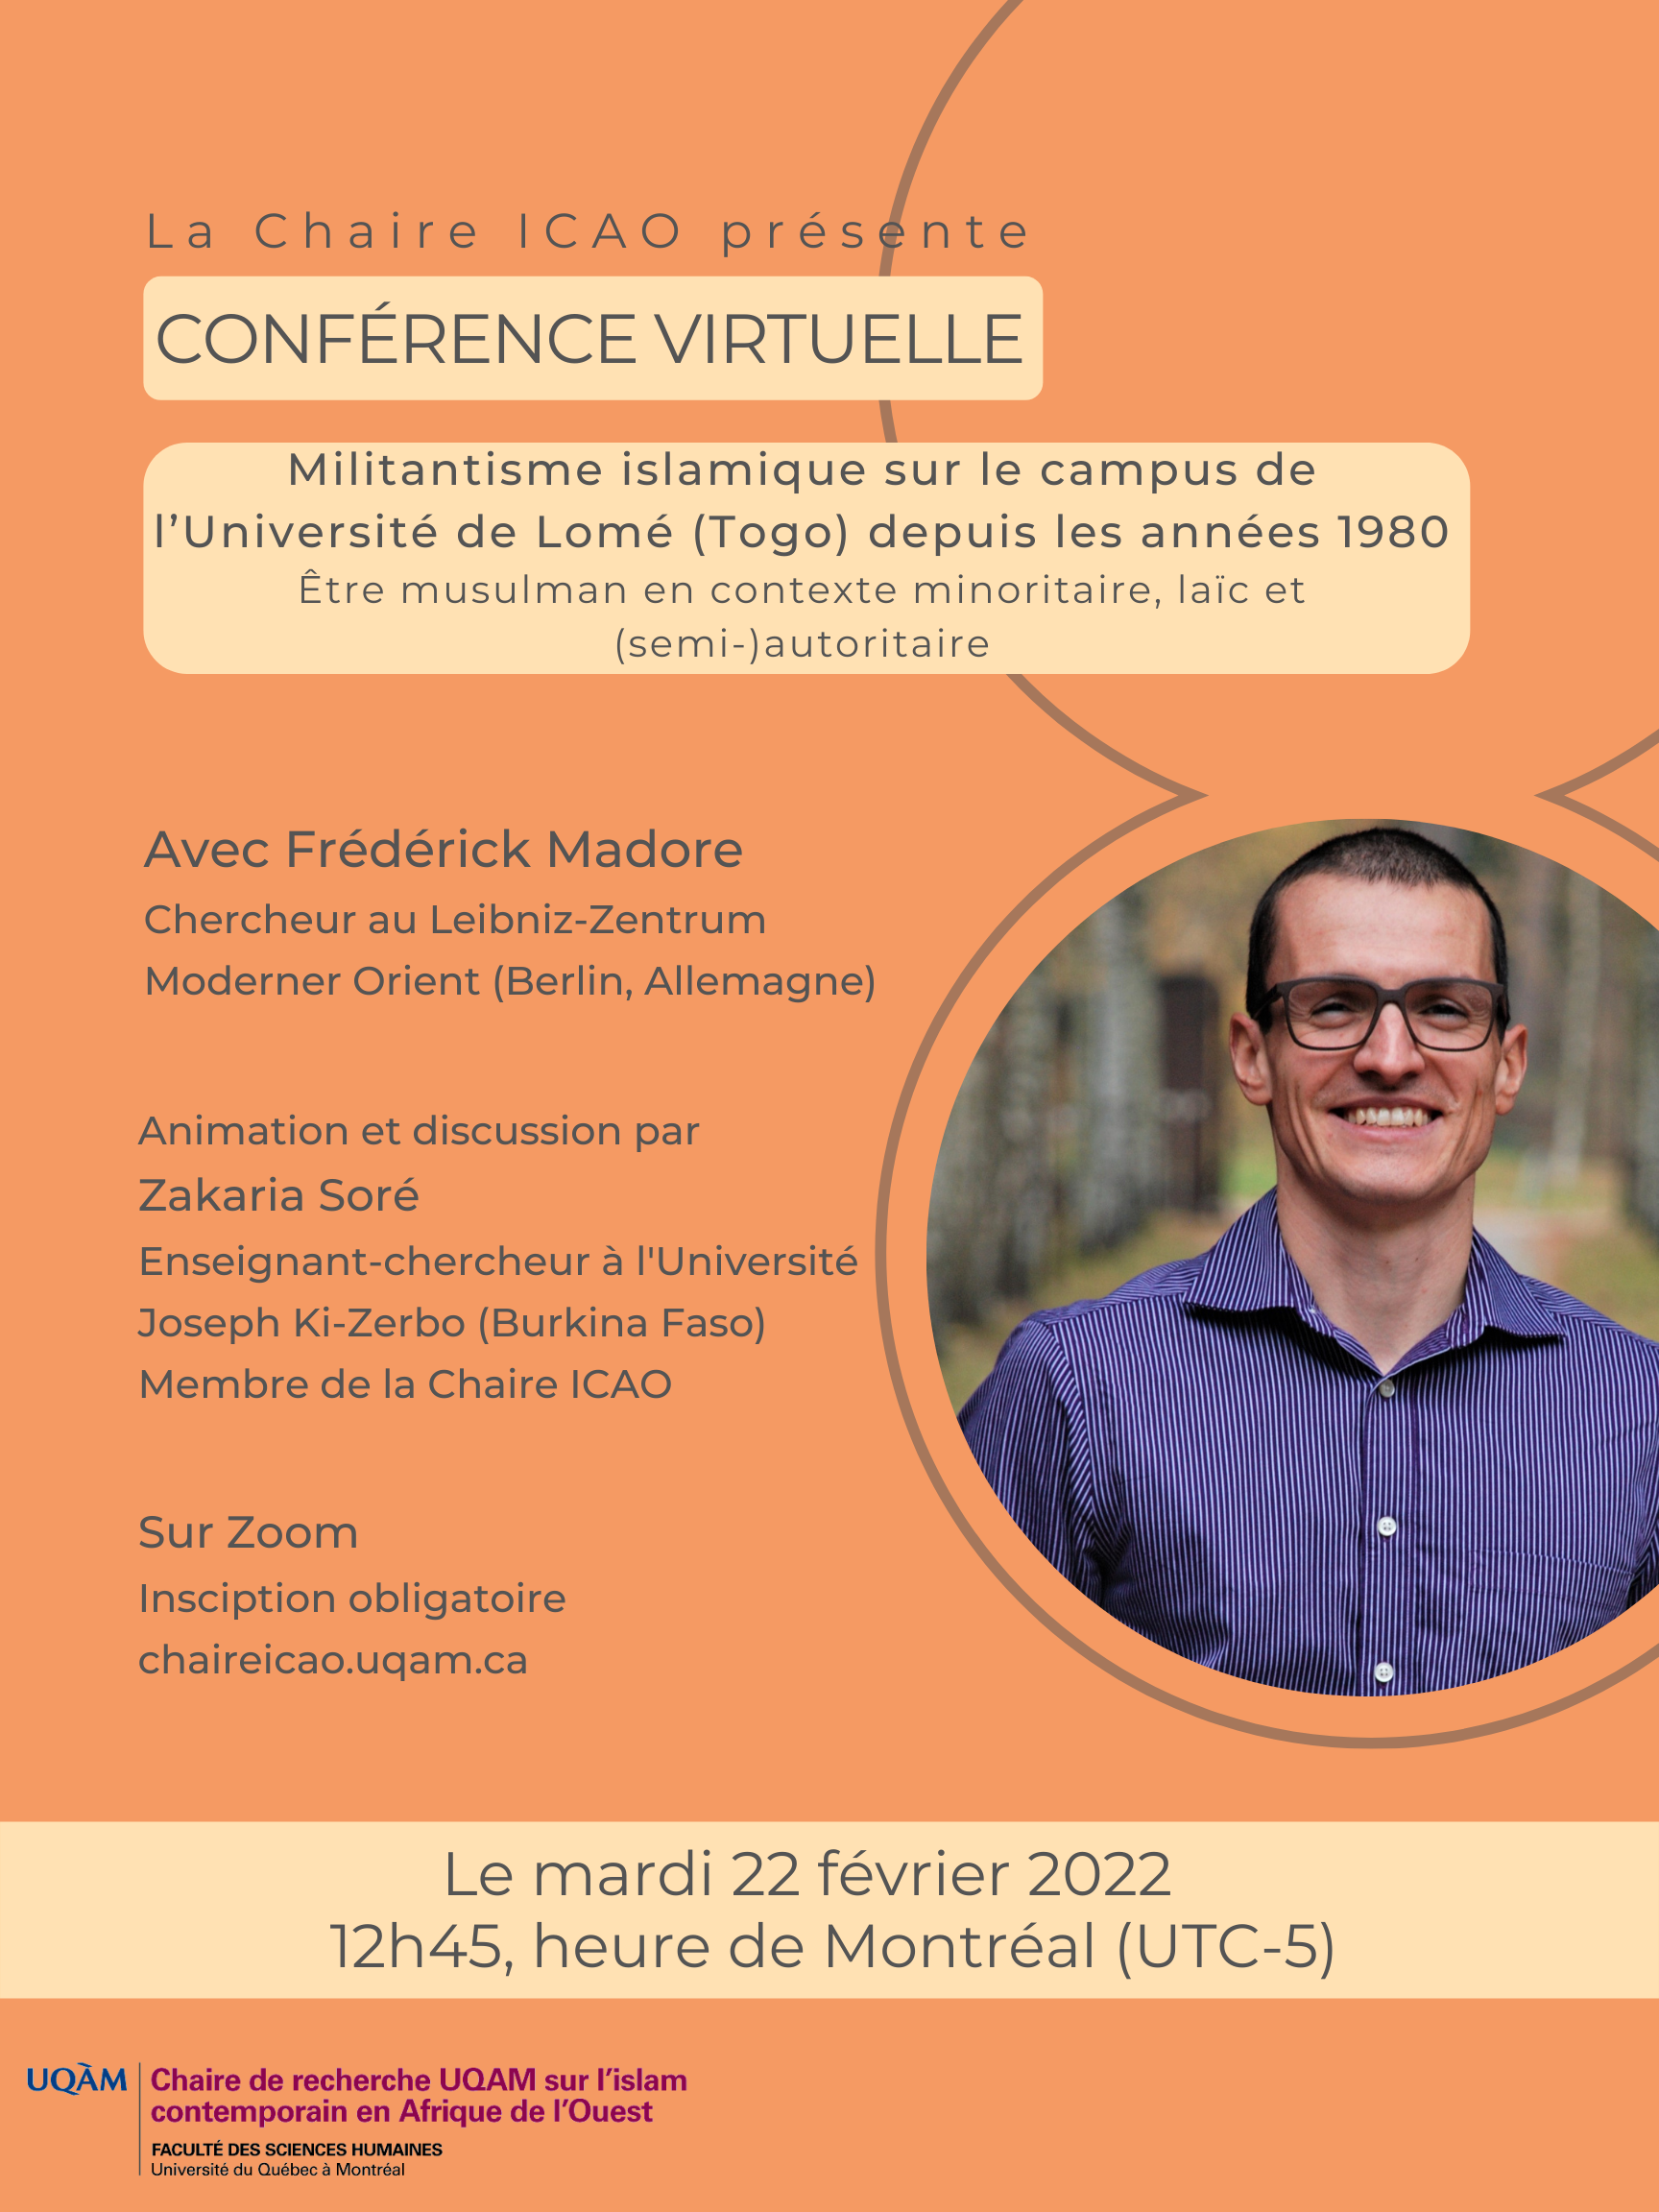 La Chaire ICAO présente
CONFÉRENCE VIRTUELLE
Militantisme islamique sur le campus de
l’Université de Lomé (Togo) depuis les années 1980
Être musulman en contexte minoritaire, laïc et
(semi-)autoritaire
Avec Frédérick Madore
Chercheur au Leibniz-Zentrum
Moderner Orient (Berlin, Allemagne)
Animation et discussion par
Zakaria Soré
Enseignant-chercheur à l'Université
Joseph Ki-Zerbo (Burkina Faso)
Membre de la Chaire ICAO
Sur Zoom
Insciption obligatoire
chaireicao.uqam.ca
Le mardi 22 février 2022
12h45, heure de Montréal (UTC-5)
UQÀM
Chaire de recherche UQAM sur l’islam
contemporain en Afrique de l’Ouest
FACULTÉ DES SCIENCES HUMAINES
Université du Québec à Montréal